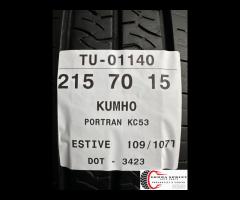 TU-01140
215 70 15
KUMHO
PORTRAN KC53
ESTIVE 109/107T
DOT - 3423